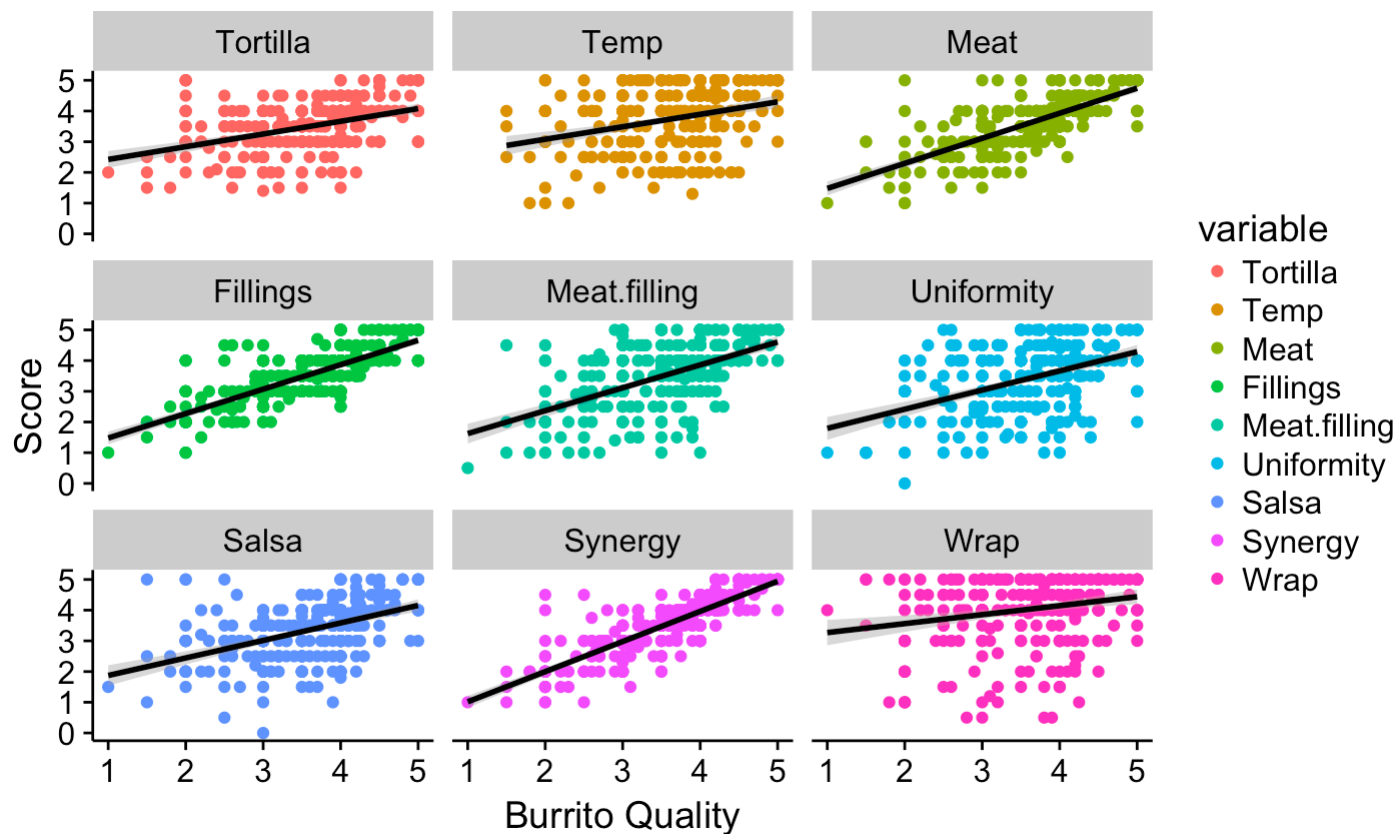 Tortilla Temp Meat
5
4
3
2
1
0
Fillings Meat.filling Uniformity
5
4
3
2
1
0
Salsa Synergy Wrap
5
4
3
2
1
0
1 2 3 4 5 1 2 3 4 5 1 2 3 4 5
Score
Burrito Quality
variable
Tortilla
Temp
Meat
Fillings
Meat.filling
Uniformity
Salsa
Synergy
Wrap